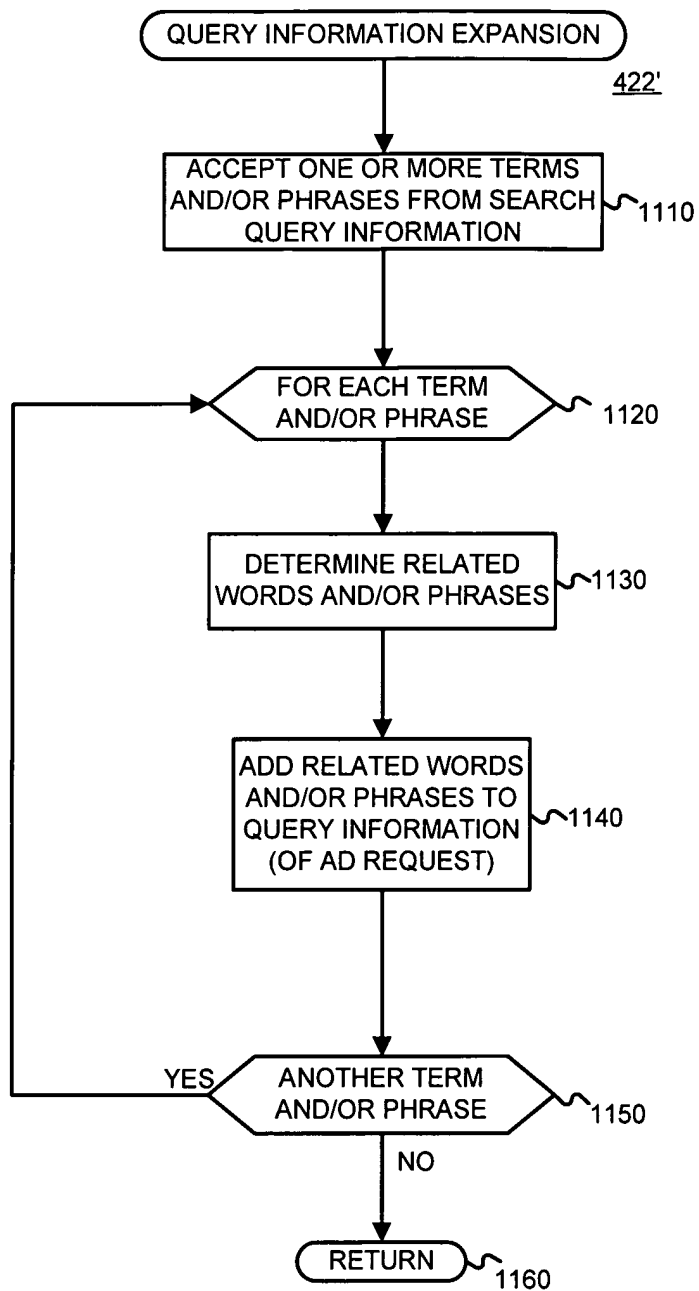 QUERY INFORMATION EXPANSION
422'
ACCEPT ONE OR MORE TERMS
AND/OR PHRASES FROM SEARCH
QUERY INFORMATION
1110
FOR EACH TERM
AND/OR PHRASE
1120
DETERMINE RELATED
WORDS AND/OR PHRASES
1130
ADD RELATED WORDS
AND/OR PHRASES TO
QUERY INFORMATION
(OF AD REQUEST)
1140
YES
ANOTHER TERM
AND/OR PHRASE
1150
NO
RETURN
1160